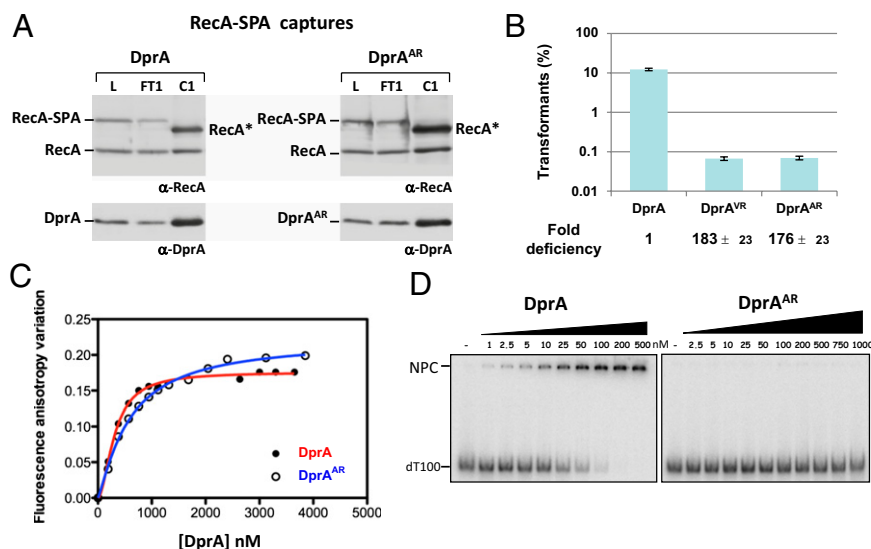 A
RecA-SPA captures
DprA
DprA^AR
L FT1 C1
L FT1 C1
RecA-SPA
RecA*
RecA
RecA-SPA
RecA*
RecA
α-RecA
α-RecA
DprA
DprA^AR
α-DprA
α-DprA
B
Transformants (%)
100
10
1
0.1
0.01
DprA DprA^VR DprA^AR
Fold deficiency
1 183 ± 23 176 ± 23
C
Fluorescence anisotropy variation
0.25
0.20
0.15
0.10
0.05
0.00
0 1000 2000 3000 4000 5000
[DprA] nM
DprA
DprA^AR
D
DprA
DprA^AR
- 1 2.5 5 10 25 50 100 200 500 nM
- 2.5 5 10 25 50 100 200 500 750 1000
NPC
dT100